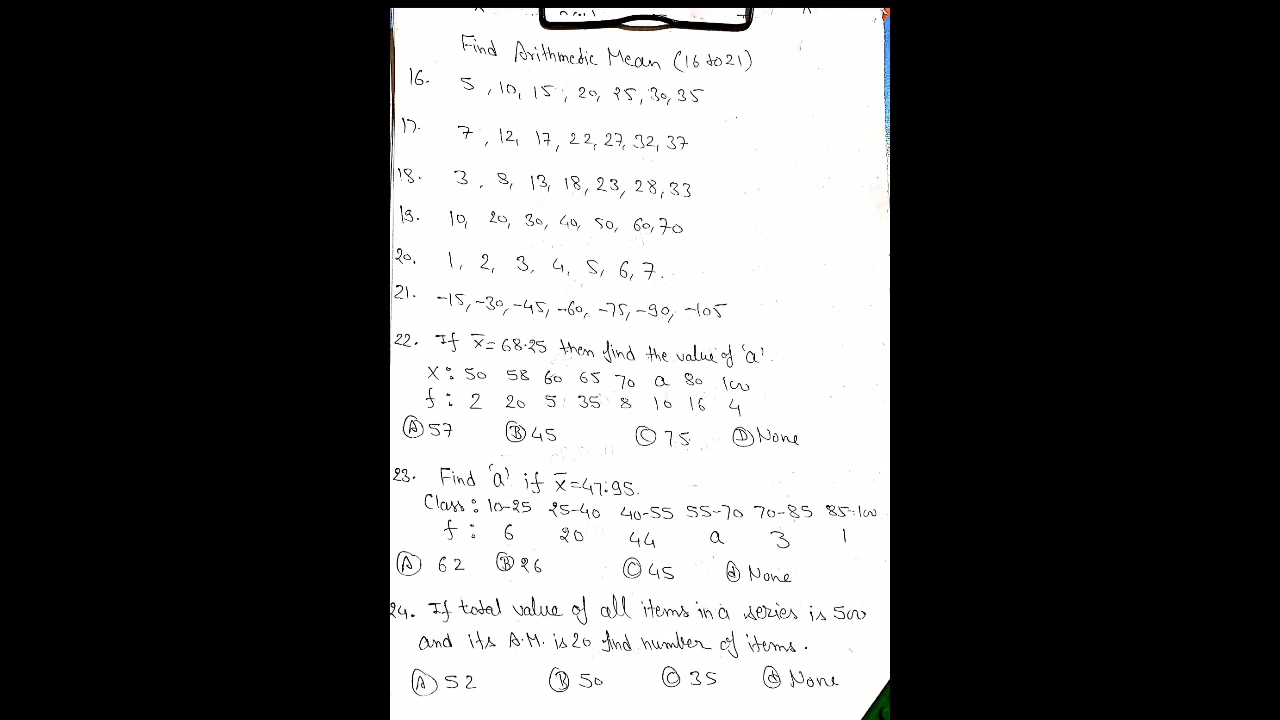 Find Arithmedic Mean (16 to 21)
16. 5, 10, 15, 20, 25, 30, 35
17. 7, 12, 17, 22, 27, 32, 37
18. 3, 8, 13, 18, 23, 28, 33
19. 10, 20, 30, 40, 50, 60, 70
20. 1, 2, 3, 4, 5, 6, 7.
21. -15, -30, -45, -60, -75, -90, -105
22. If x̄ = 68.25 then find the value of 'a'.
X: 50 58 60 65 70 a 80 100
f: 2 20 5 35 8 10 16 4
Ⓐ 57 Ⓑ 45 Ⓒ 75 Ⓓ None
23. Find 'a' if x̄ = 47.95.
Class: 10-25 25-40 40-55 55-70 70-85 85-100
f: 6 20 44 a 3 1
Ⓐ 62 Ⓑ 26 Ⓒ 45 ⓓ None
24. If total value of all items in a series is 500
and its A.M. is 20 find number of items.
Ⓐ 52 Ⓑ 50 Ⓒ 35 ⓓ None